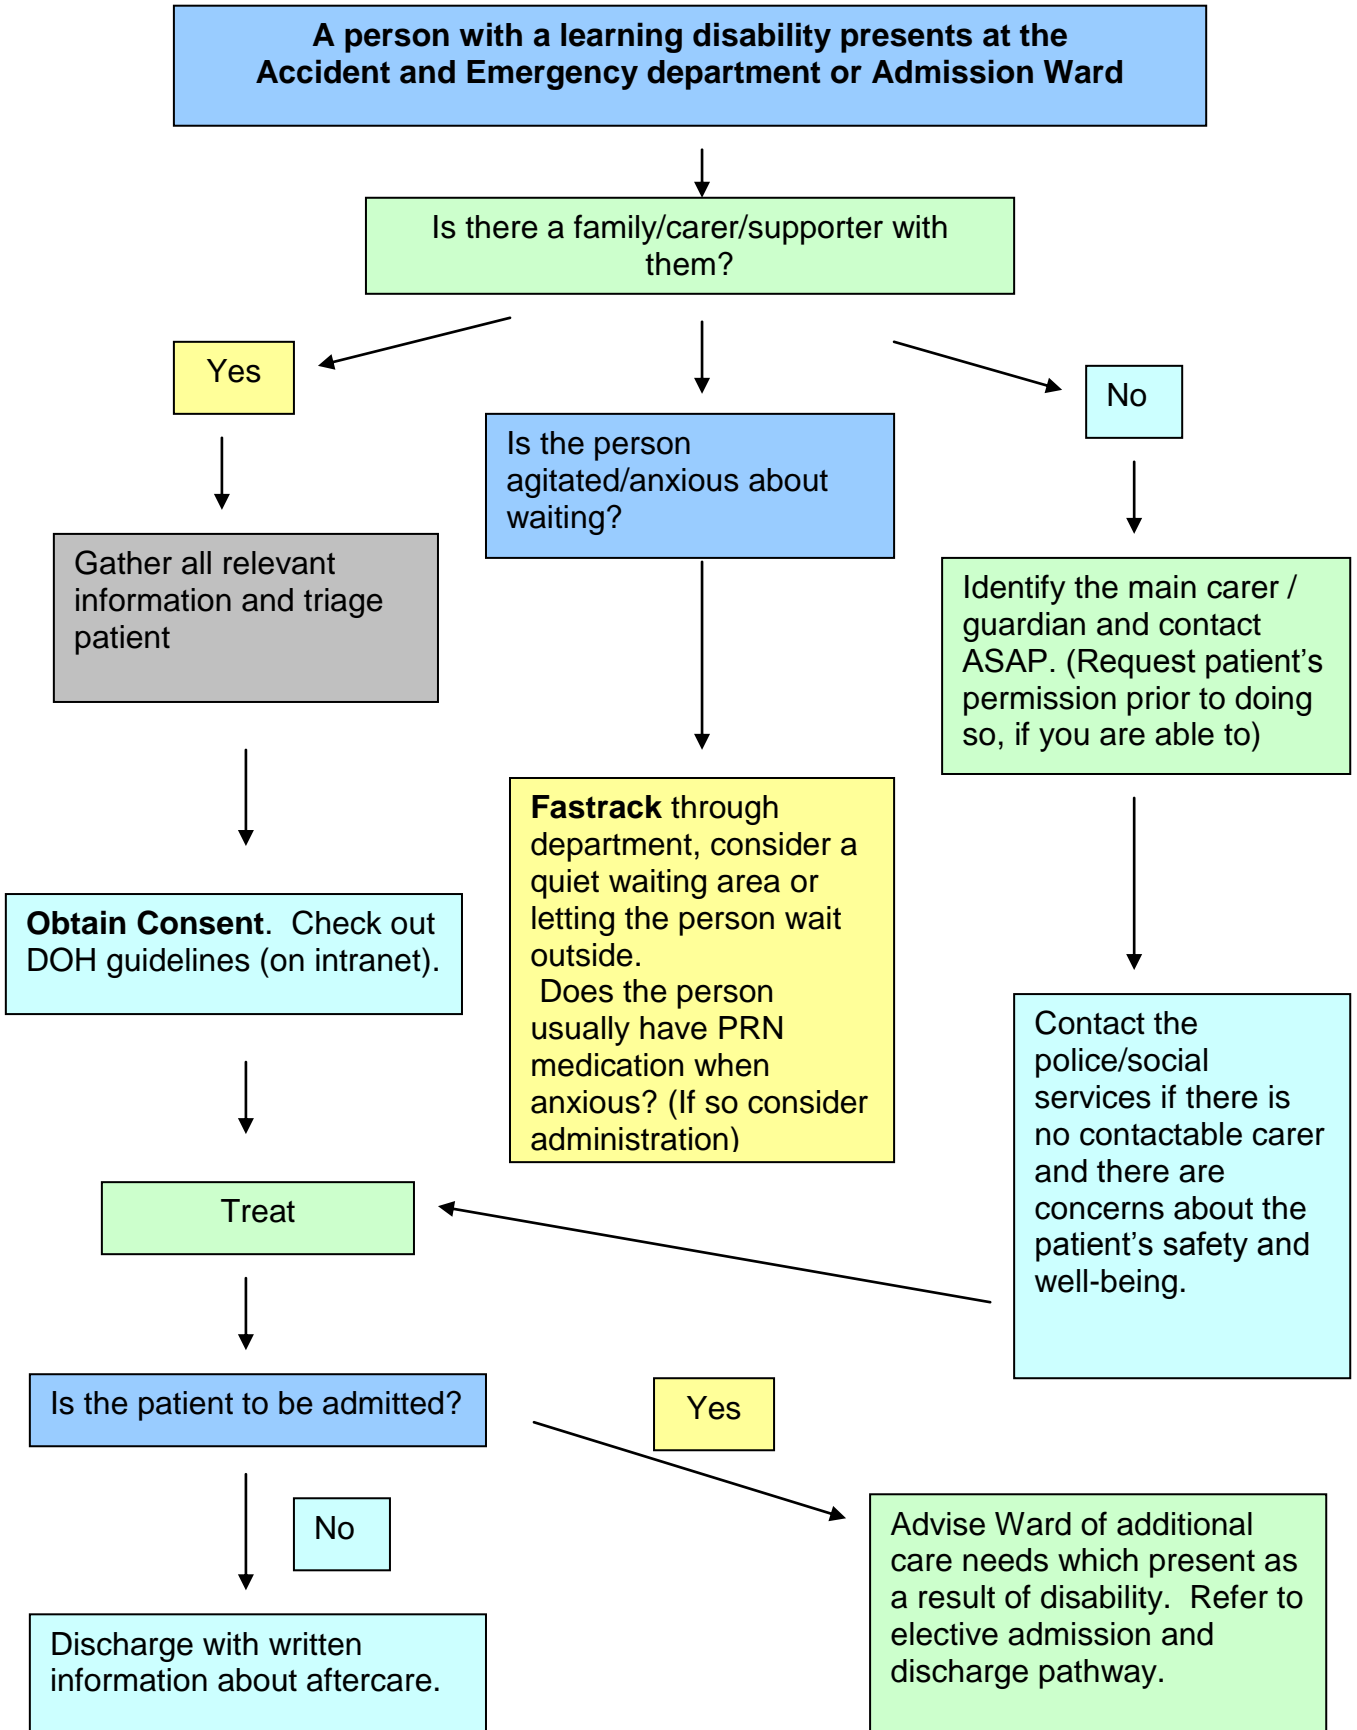 A person with a learning disability presents at the
Accident and Emergency department or Admission Ward
Is there a family/carer/supporter with
them?
Yes
No
Is the person
agitated/anxious about
waiting?
Gather all relevant
information and triage
patient
Identify the main carer /
guardian and contact
ASAP. (Request patient’s
permission prior to doing
so, if you are able to)
Fastrack through
department, consider a
quiet waiting area or
letting the person wait
outside.
Does the person
usually have PRN
medication when
anxious? (If so consider
administration)
Obtain Consent.  Check out
DOH guidelines (on intranet).
Contact the
police/social
services if there is
no contactable carer
and there are
concerns about the
patient’s safety and
well-being.
Treat
Is the patient to be admitted?
Yes
No
Advise Ward of additional
care needs which present as
a result of disability.  Refer to
elective admission and
discharge pathway.
Discharge with written
information about aftercare.